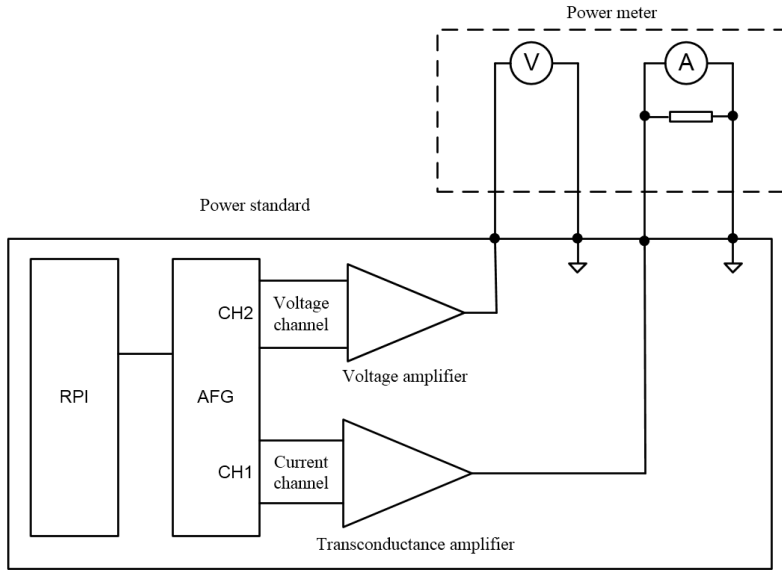 Power meter
V
A
Power standard
CH2
Voltage
channel
Voltage amplifier
RPI
AFG
CH1
Current
channel
Transconductance amplifier